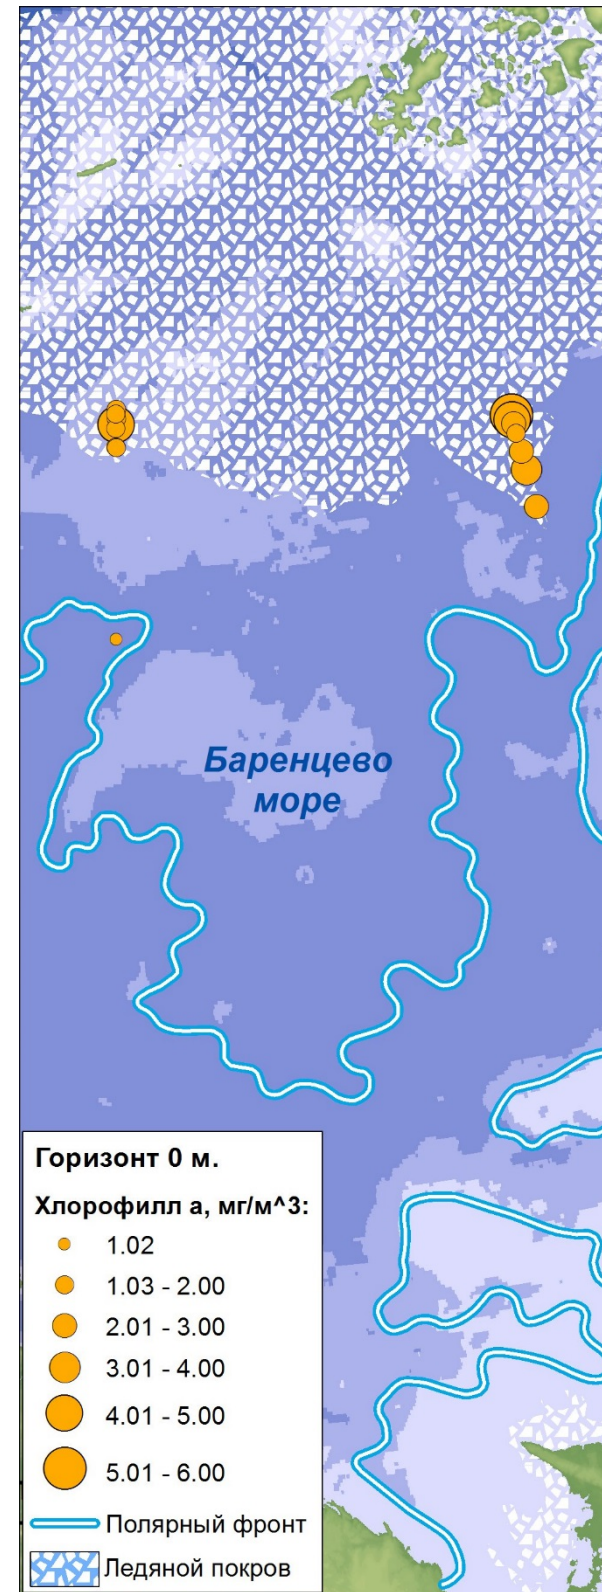 Баренцево
море
Горизонт 0 м.
Хлорофилл а, мг/м^3:
1.02
1.03 - 2.00
2.01 - 3.00
3.01 - 4.00
4.01 - 5.00
5.01 - 6.00
Полярный фронт
Ледяной покров